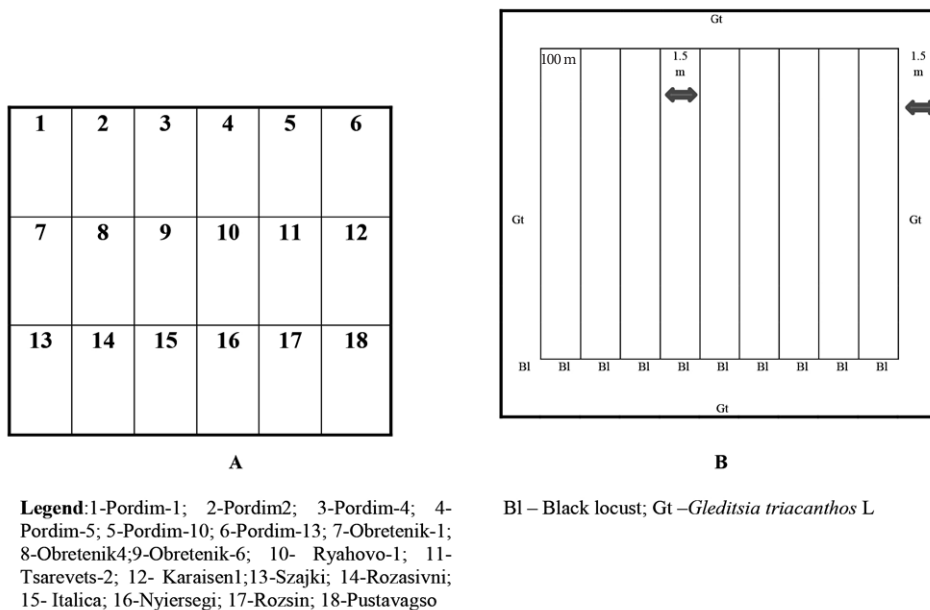 Gt
100 m
1.5
m
1.5
m
1 2 3 4 5 6
7 8 9 10 11 12
Gt
Gt
13 14 15 16 17 18
Bl Bl Bl Bl Bl Bl Bl Bl Bl Bl
Gt
A
B
Legend:1-Pordim-1; 2-Pordim2; 3-Pordim-4; 4-
Pordim-5; 5-Pordim-10; 6-Pordim-13; 7-Obretenik-1;
8-Obretenik4;9-Obretenik-6; 10- Ryahovo-1; 11-
Tsarevets-2; 12- Karaisen1;13-Szajki; 14-Rozasivni;
15- Italica; 16-Nyiersegi; 17-Rozsin; 18-Pustavagso
Bl – Black locust; Gt –Gleditsia triacanthos L